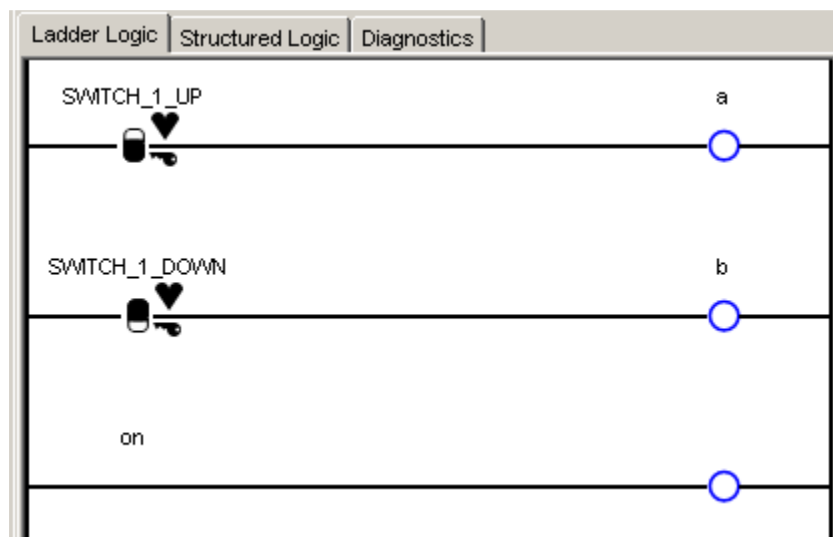 Ladder Logic Structured Logic Diagnostics
SWITCH_1_UP a
SWITCH_1_DOWN b
on